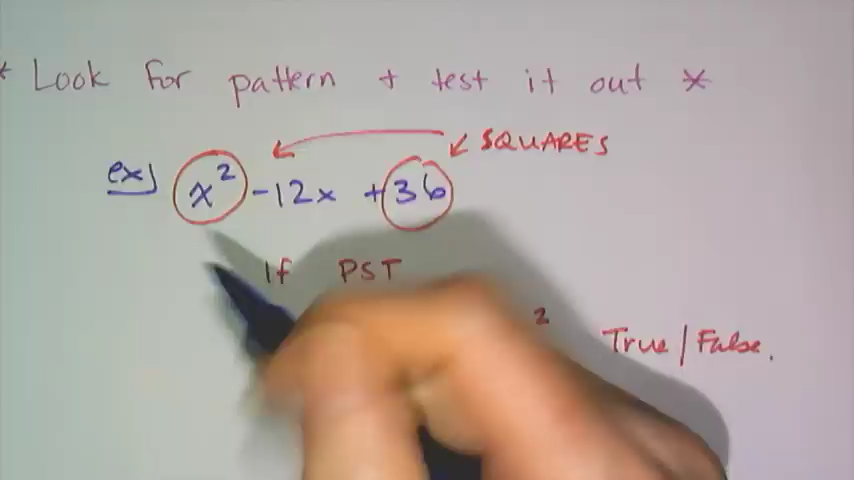 * Look for pattern + test it out *
SQUARES
ex) x² - 12x + 36
If PST
² True / False.